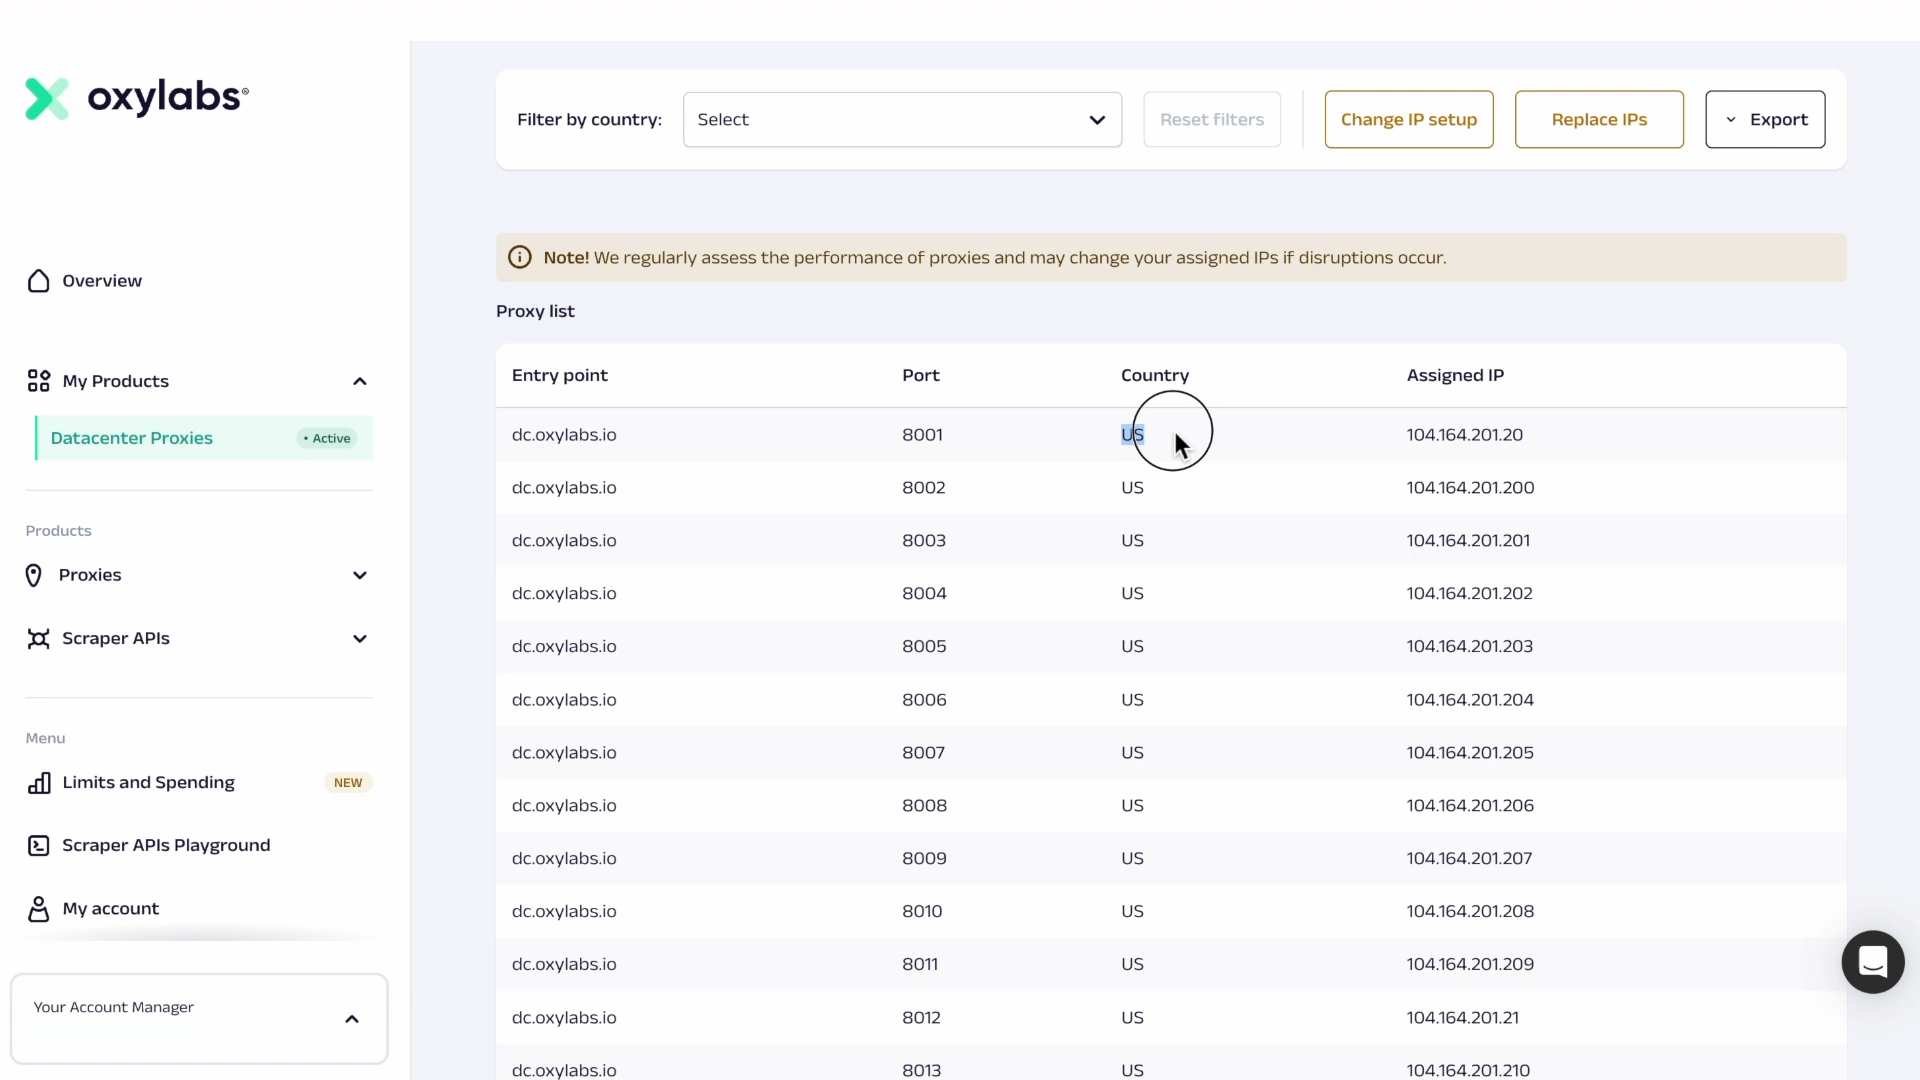 oxylabs®
Overview
My Products
Datacenter Proxies • Active
Products
Proxies
Scraper APIs
Menu
Limits and Spending NEW
Scraper APIs Playground
My account
Your Account Manager
Filter by country: Select Reset filters Change IP setup Replace IPs Export
Note! We regularly assess the performance of proxies and may change your assigned IPs if disruptions occur.
Proxy list
Entry point Port Country Assigned IP
dc.oxylabs.io 8001 US 104.164.201.20
dc.oxylabs.io 8002 US 104.164.201.200
dc.oxylabs.io 8003 US 104.164.201.201
dc.oxylabs.io 8004 US 104.164.201.202
dc.oxylabs.io 8005 US 104.164.201.203
dc.oxylabs.io 8006 US 104.164.201.204
dc.oxylabs.io 8007 US 104.164.201.205
dc.oxylabs.io 8008 US 104.164.201.206
dc.oxylabs.io 8009 US 104.164.201.207
dc.oxylabs.io 8010 US 104.164.201.208
dc.oxylabs.io 8011 US 104.164.201.209
dc.oxylabs.io 8012 US 104.164.201.21
dc.oxylabs.io 8013 US 104.164.201.210